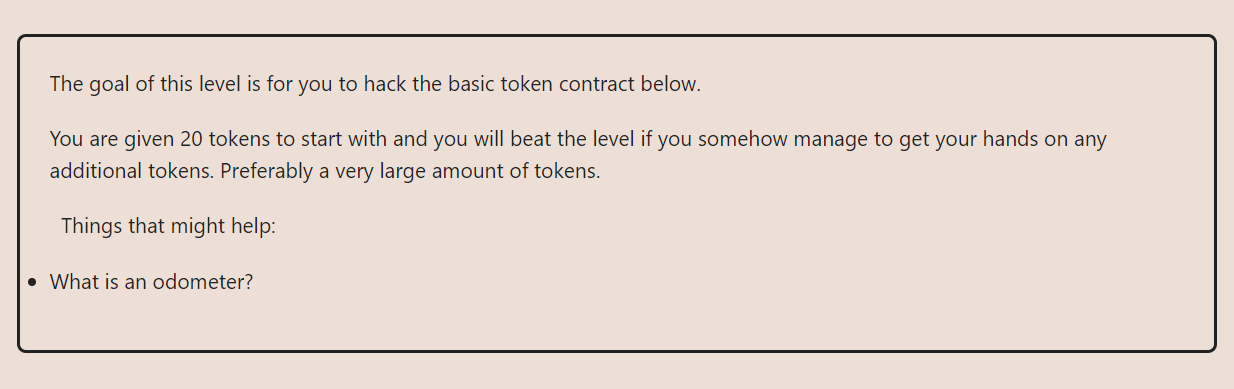 The goal of this level is for you to hack the basic token contract below.
You are given 20 tokens to start with and you will beat the level if you somehow manage to get your hands on any
additional tokens. Preferably a very large amount of tokens.
Things that might help:
• What is an odometer?